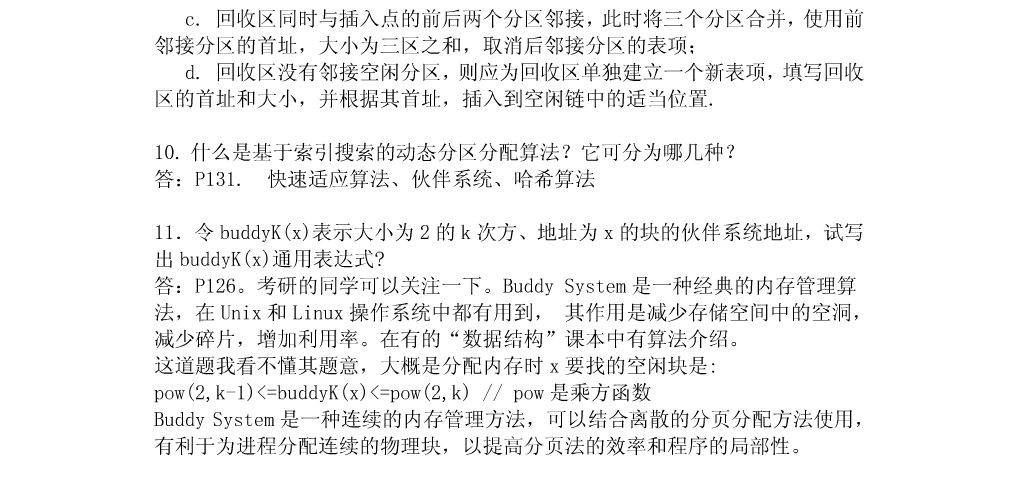 c. 回收区同时与插入点的前后两个分区邻接，此时将三个分区合并，使用前
邻接分区的首址，大小为三区之和，取消后邻接分区的表项；
d. 回收区没有邻接空闲分区，则应为回收区单独建立一个新表项，填写回收
区的首址和大小，并根据其首址，插入到空闲链中的适当位置.
10. 什么是基于索引搜索的动态分区分配算法？它可分为哪几种？
答：P131. 快速适应算法、伙伴系统、哈希算法
11. 令 buddyK(x)表示大小为 2 的 k 次方、地址为 x 的块的伙伴系统地址，试写
出 buddyK(x)通用表达式?
答：P126。考研的同学可以关注一下。Buddy System 是一种经典的内存管理算
法，在 Unix 和 Linux 操作系统中都有用到， 其作用是减少存储空间中的空洞，
减少碎片，增加利用率。在有的“数据结构”课本中有算法介绍。
这道题我看不懂其题意，大概是分配内存时 x 要找的空闲块是:
pow(2,k-1)<=buddyK(x)<=pow(2,k) // pow 是乘方函数
Buddy System 是一种连续的内存管理方法，可以结合离散的分页分配方法使用，
有利于为进程分配连续的物理块，以提高分页法的效率和程序的局部性。